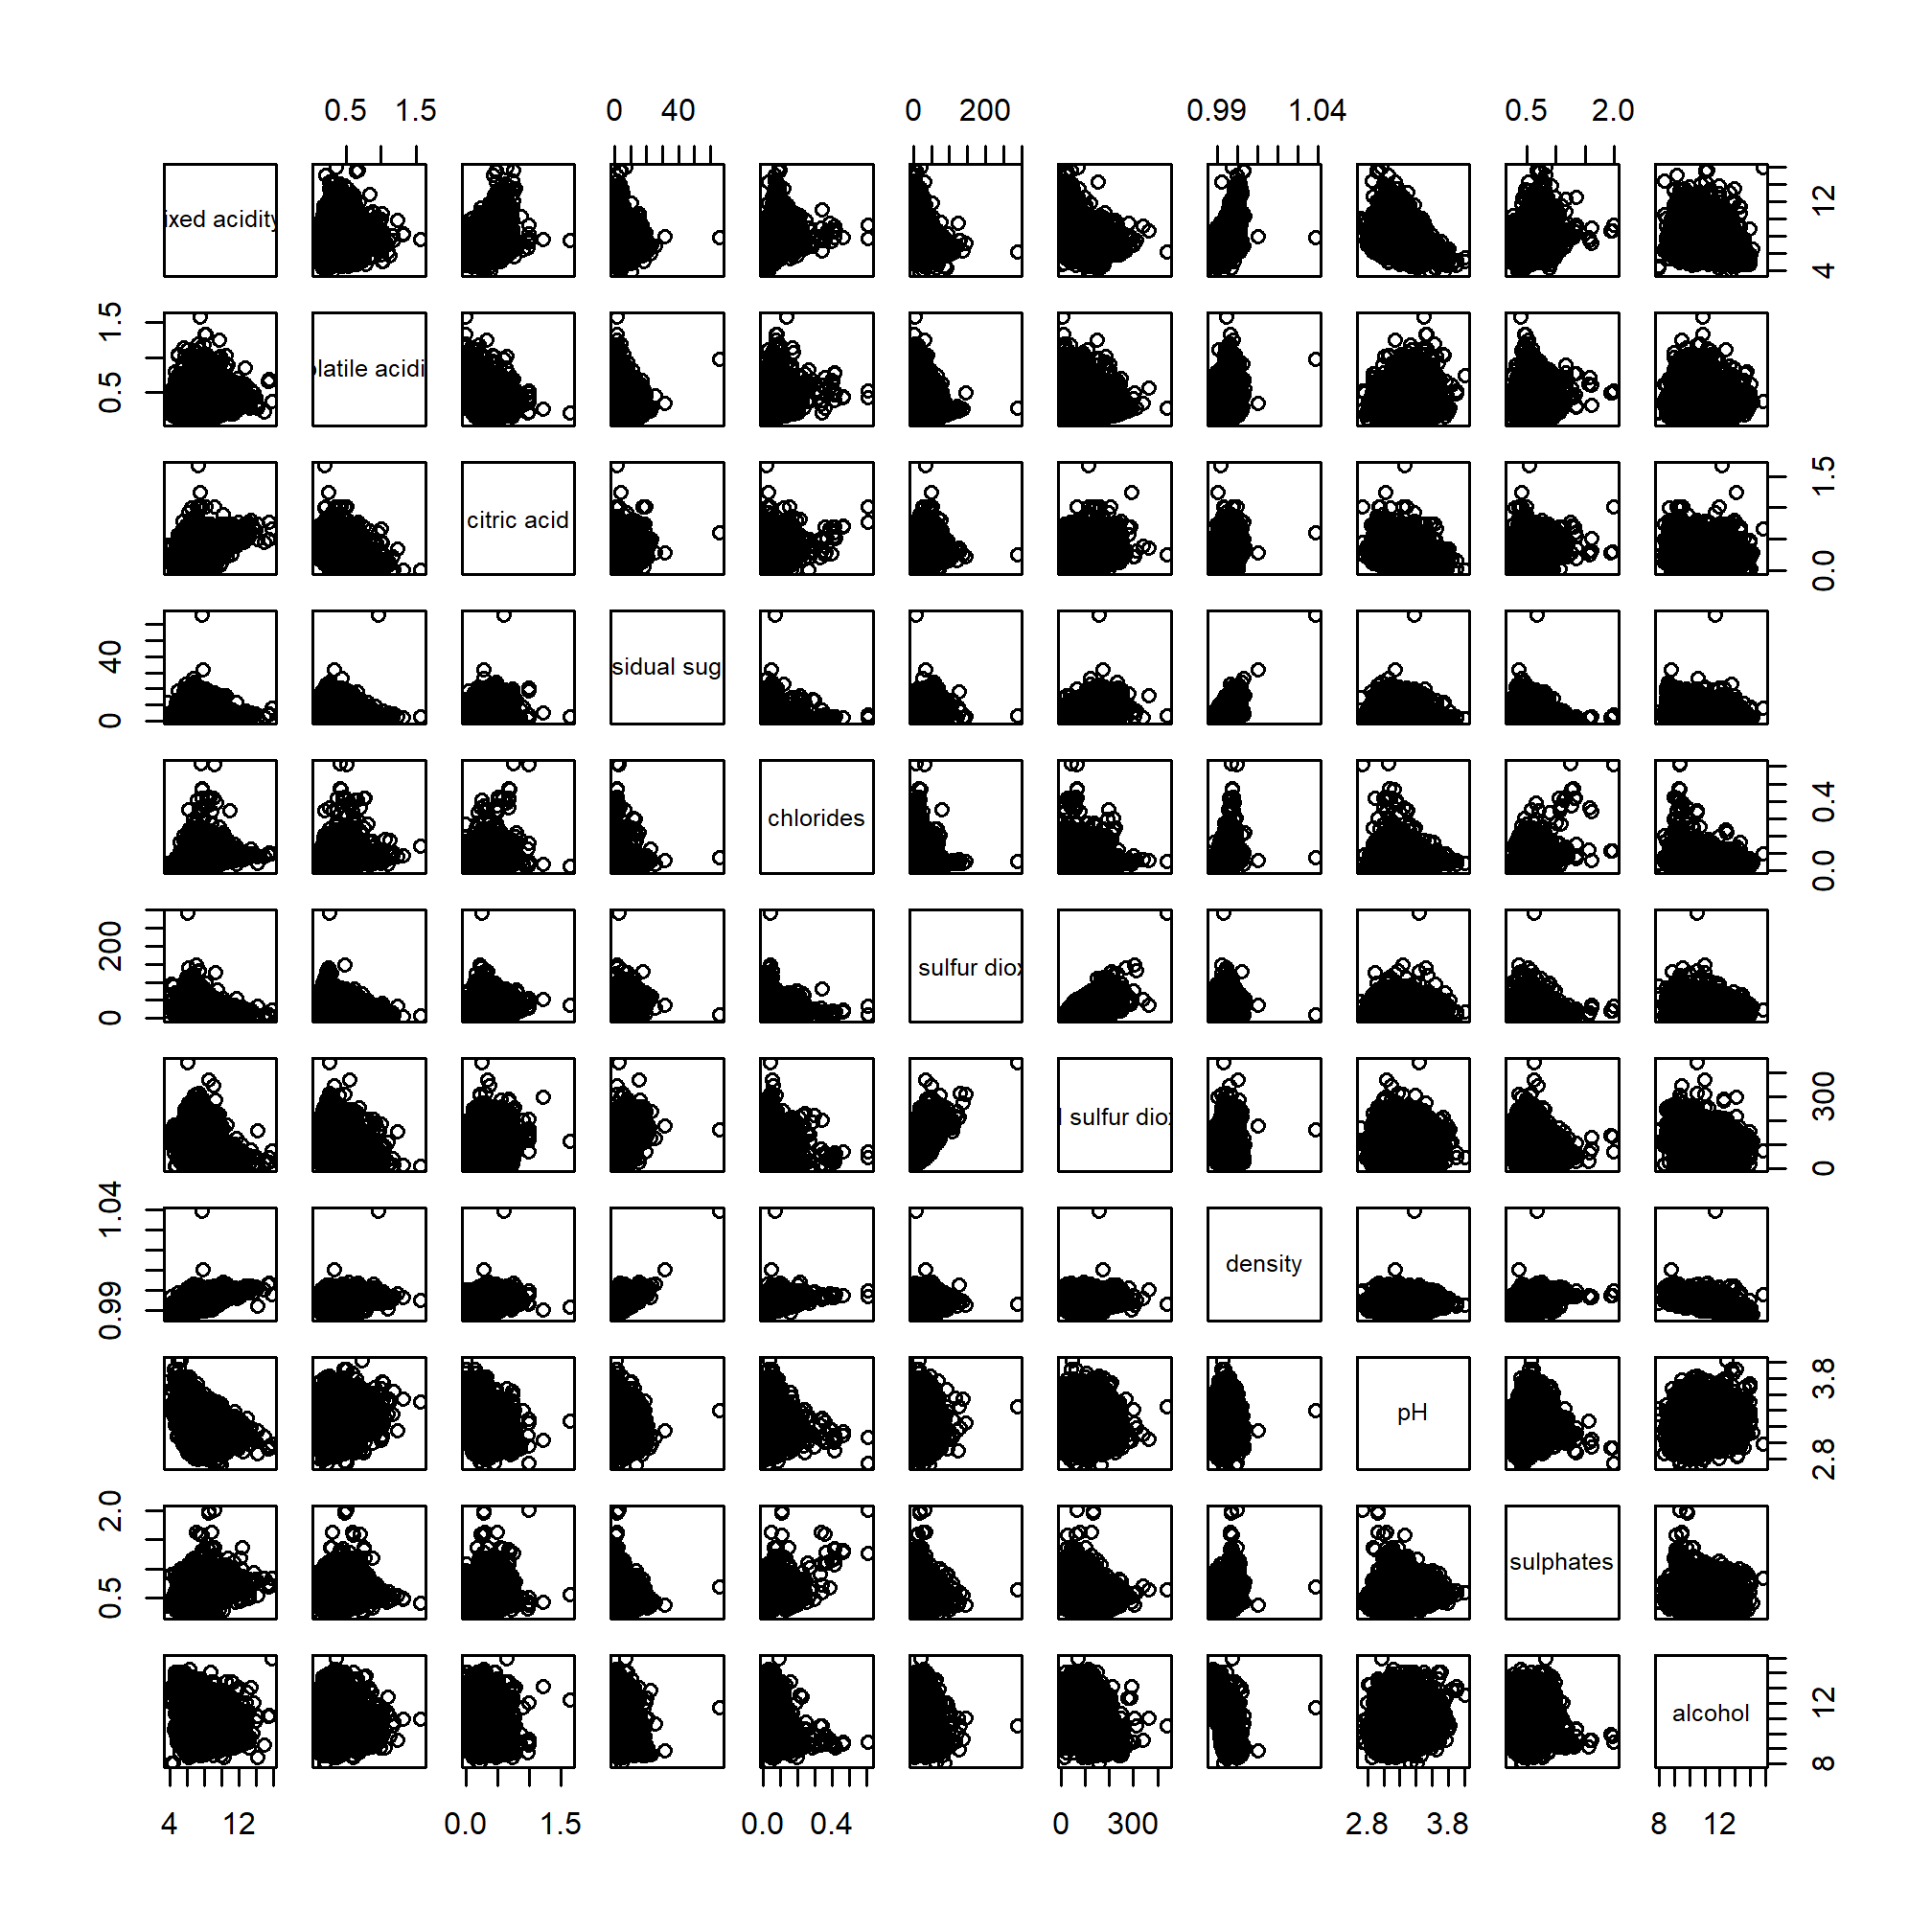 0.5 1.5 0 40 0 200 0.99 1.04 0.5 2.0
ixed acidity 12
4
1.5
0.5 latile acidi
citric acid 1.5
0.0
40
0 sidual sug
chlorides 0.4
0.0
200
0 sulfur diox
l sulfur diox 300
0
1.04
0.99 density
pH 3.8
2.8
2.0
0.5 sulphates
alcohol 12
8
4 12 0.0 1.5 0.0 0.4 0 300 2.8 3.8 8 12